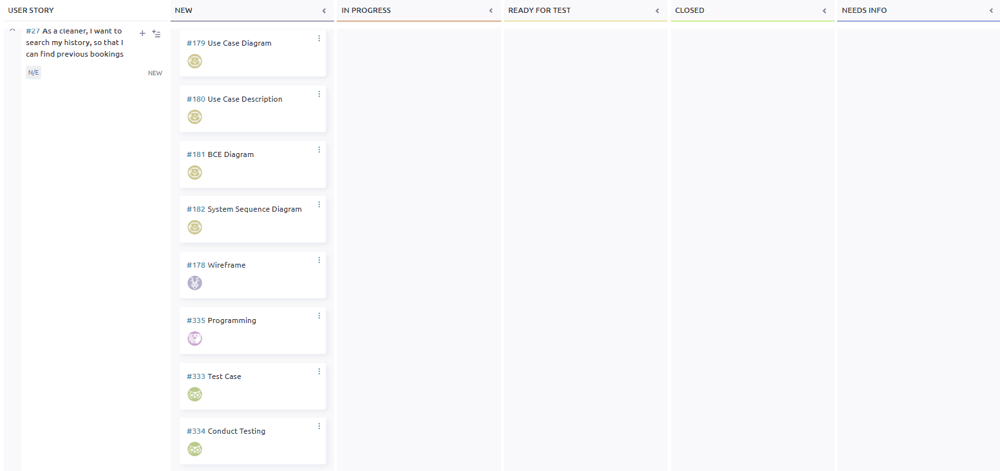 USER STORY
NEW
IN PROGRESS
READY FOR TEST
CLOSED
NEEDS INFO
#27 As a cleaner, I want to
search my history, so that I
can find previous bookings
N/E
NEW
#179 Use Case Diagram
#180 Use Case Description
#181 BCE Diagram
#182 System Sequence Diagram
#178 Wireframe
#335 Programming
#333 Test Case
#334 Conduct Testing